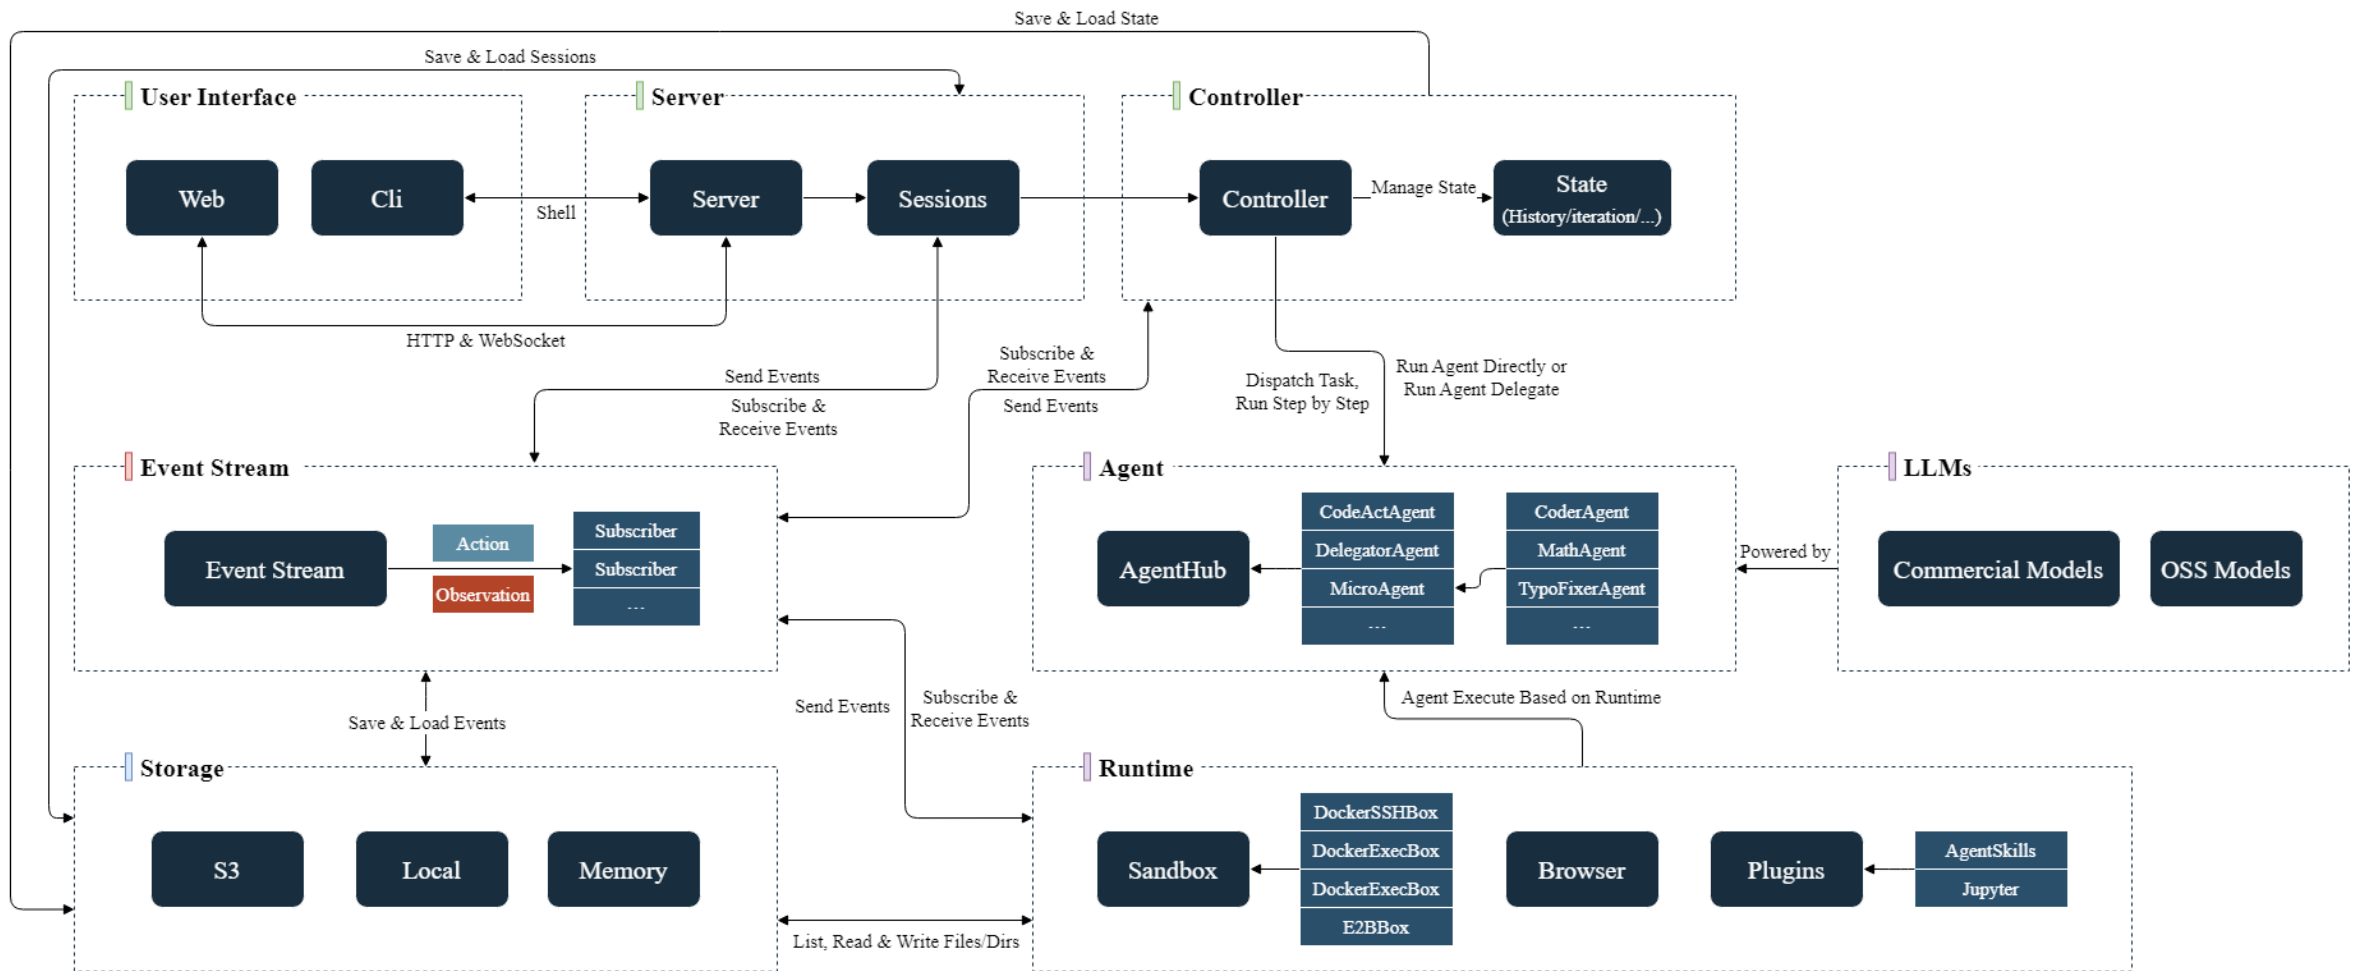 Save & Load State
Save & Load Sessions
User Interface
Server
Controller
Web
Cli
Shell
Server
Sessions
Controller
Manage State
State
(History/iteration/...)
HTTP & WebSocket
Send Events
Subscribe &
Receive Events
Subscribe &
Receive Events
Send Events
Dispatch Task,
Run Step by Step
Run Agent Directly or
Run Agent Delegate
Event Stream
Event Stream
Action
Observation
Subscriber
Subscriber
...
Agent
AgentHub
CodeActAgent
DelegatorAgent
MicroAgent
...
CoderAgent
MathAgent
TypoFixerAgent
...
Powered by
LLMs
Commercial Models
OSS Models
Save & Load Events
Send Events
Subscribe &
Receive Events
Agent Execute Based on Runtime
Storage
S3
Local
Memory
List, Read & Write Files/Dirs
Runtime
Sandbox
DockerSSHBox
DockerExecBox
DockerExecBox
E2BBox
Browser
Plugins
AgentSkills
Jupyter